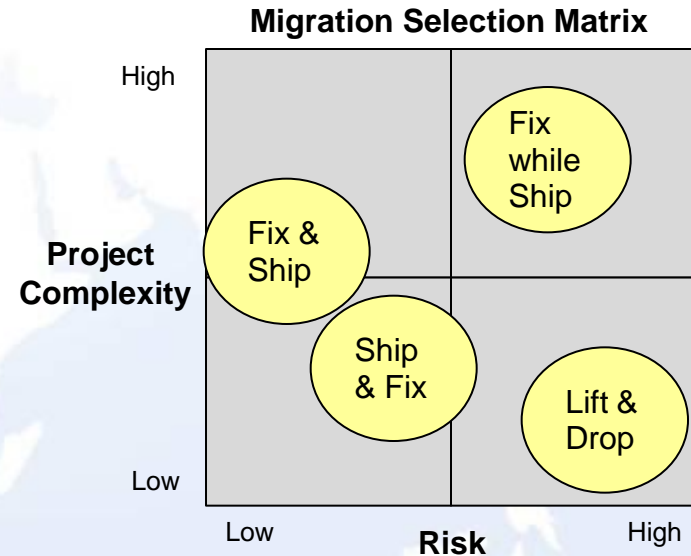 Migration Selection Matrix
High
Fix
while
Ship
Fix &
Ship
Project
Complexity
Ship
& Fix
Lift &
Drop
Low
Low
Risk
High